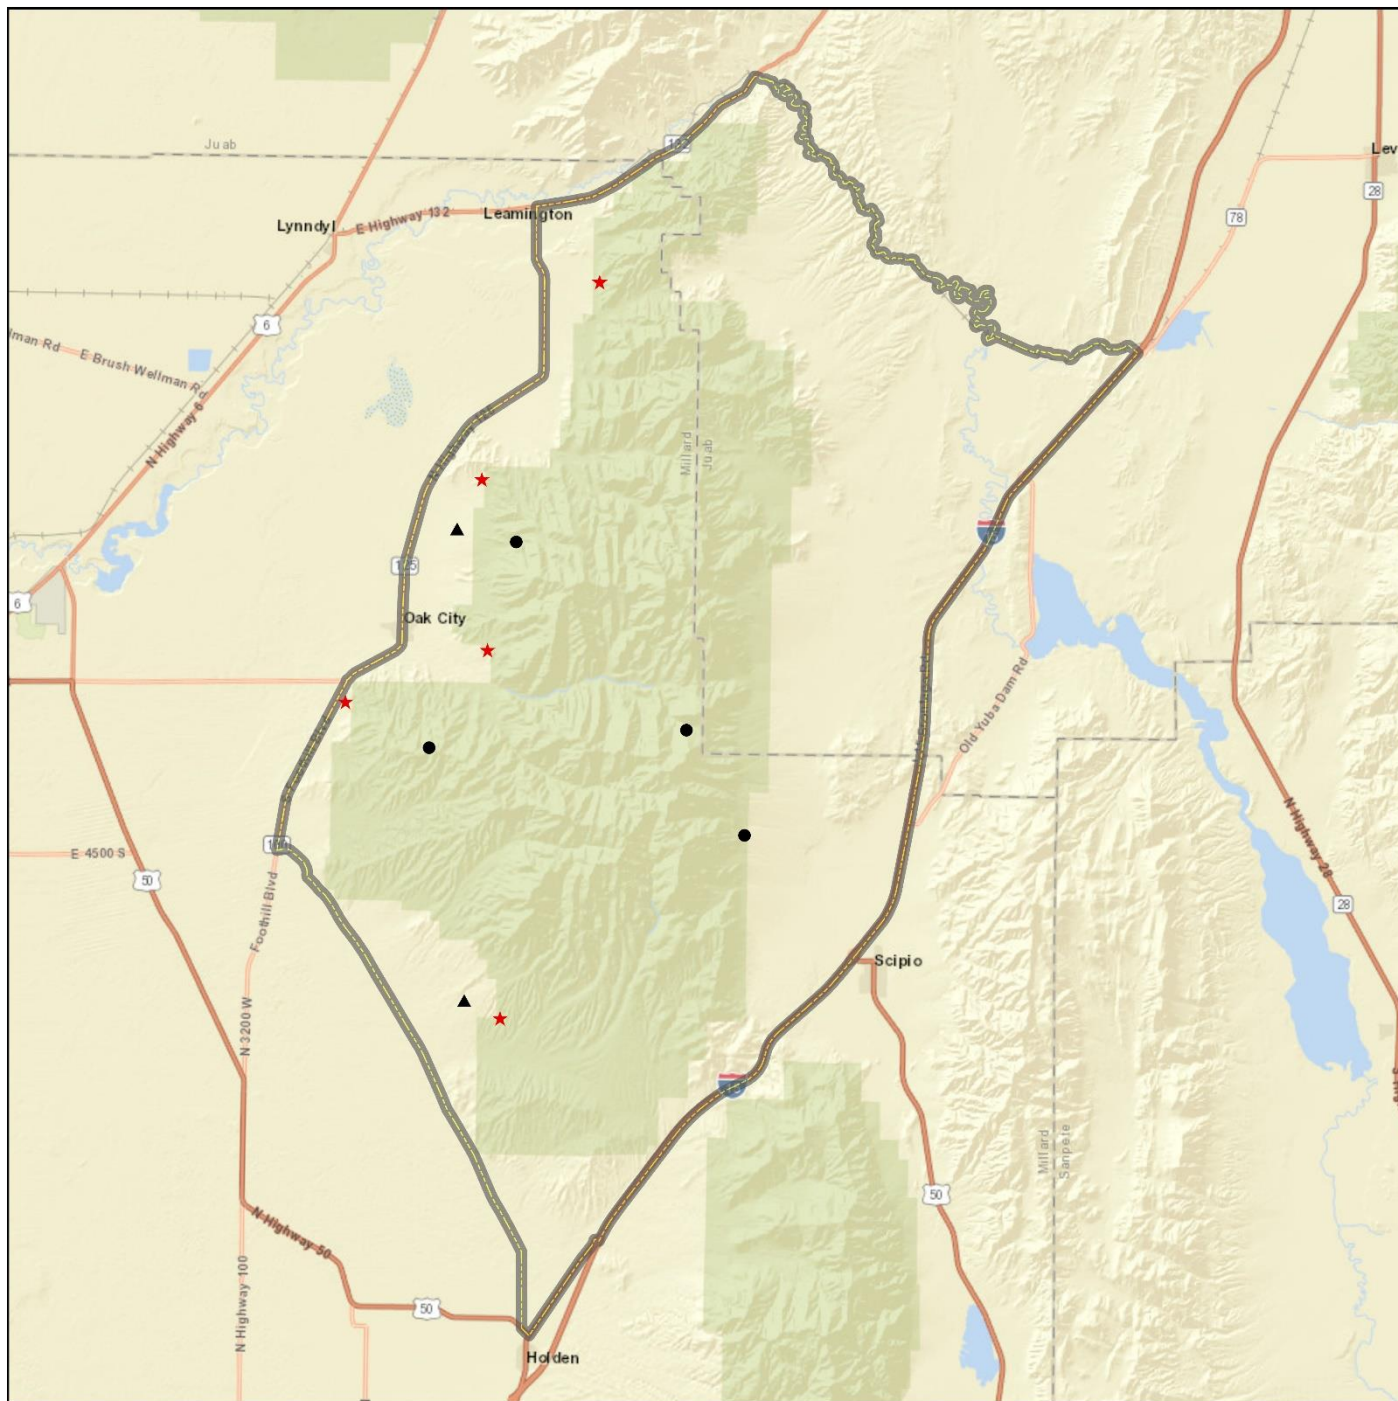 Juab
Lev
132
28
Lynndyl
E Highway 132
Leamington
78
6
lman Rd
E Brush Wellman Rd
N Highway 6
Millard
Juab
125
6
Oak City
Old Yuba Dam Rd
E 4500 S
50
Foothill Blvd
N Highway 28
28
Scipio
N 3200 W
Millard
Sanpete
50
N Highway 50
N Highway 100
50
Holden